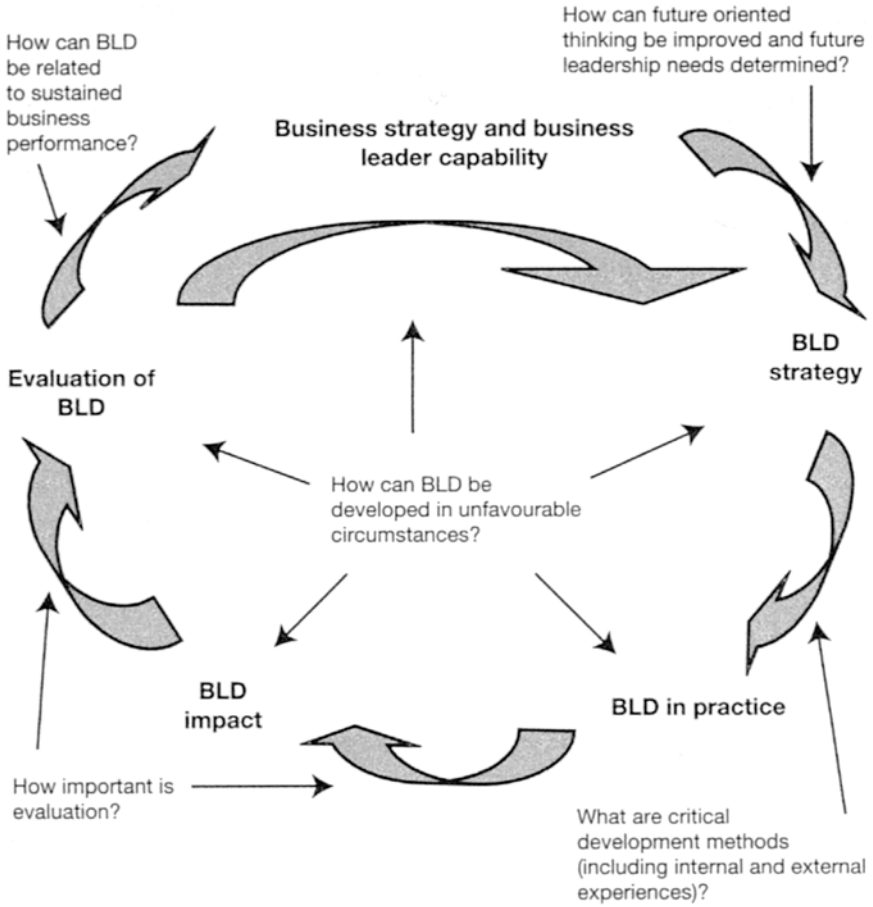 How can BLD
be related
to sustained
business
performance?
How can future oriented
thinking be improved and future
leadership needs determined?
Business strategy and business
leader capability
BLD
strategy
Evaluation of
BLD
How can BLD be
developed in unfavourable
circumstances?
BLD
impact
BLD in practice
How important is
evaluation?
What are critical
development methods
(including internal and external
experiences)?